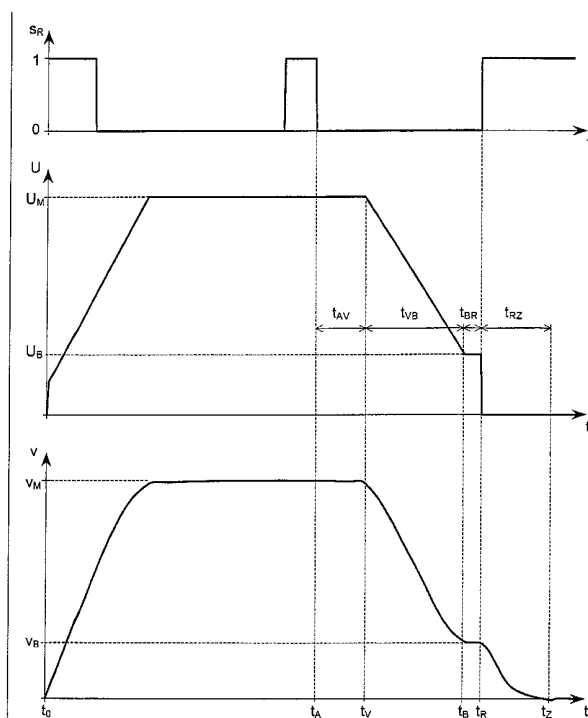 s_R
1
0
U
U_M
t_AV t_VB t_BR t_RZ
U_B
t
v
v_M
v_B
t_0 t_A t_V t_B t_R t_Z t